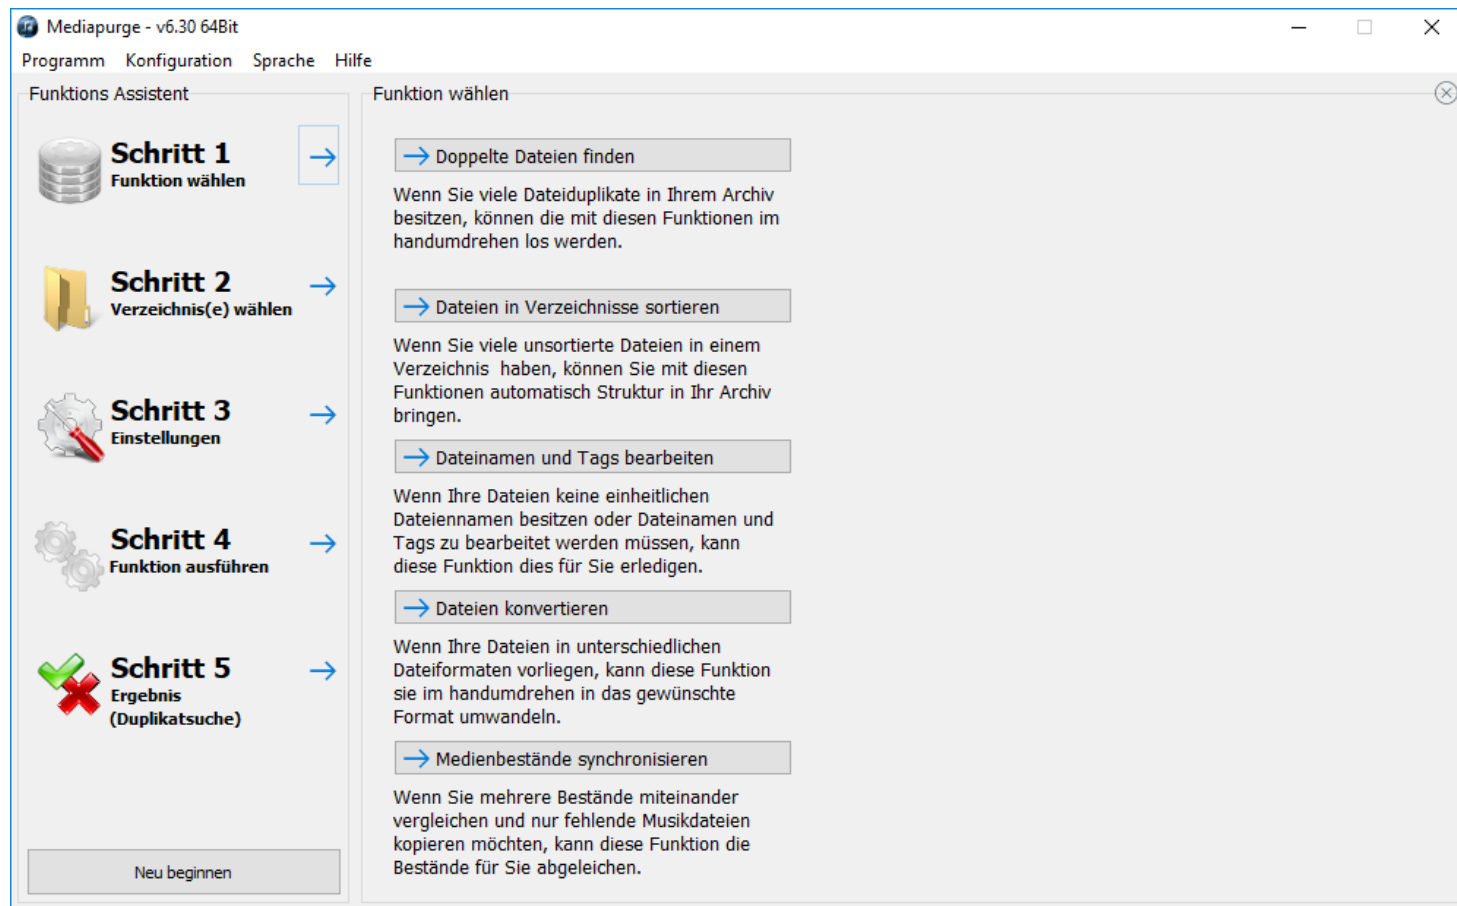 Mediapurge - v6.30 64Bit
Programm Konfiguration Sprache Hilfe
Funktions Assistent
Schritt 1
Funktion wählen
Schritt 2
Verzeichnis(e) wählen
Schritt 3
Einstellungen
Schritt 4
Funktion ausführen
Schritt 5
Ergebnis
(Duplikatsuche)
Neu beginnen
Funktion wählen
Doppelte Dateien finden
Wenn Sie viele Dateiduplikate in Ihrem Archiv
besitzen, können die mit diesen Funktionen im
handumdrehen los werden.
Dateien in Verzeichnisse sortieren
Wenn Sie viele unsortierte Dateien in einem
Verzeichnis  haben, können Sie mit diesen
Funktionen automatisch Struktur in Ihr Archiv
bringen.
Dateinamen und Tags bearbeiten
Wenn Ihre Dateien keine einheitlichen
Dateiennamen besitzen oder Dateinamen und
Tags zu bearbeitet werden müssen, kann
diese Funktion dies für Sie erledigen.
Dateien konvertieren
Wenn Ihre Dateien in unterschiedlichen
Dateiformaten vorliegen, kann diese Funktion
sie im handumdrehen in das gewünschte
Format umwandeln.
Medienbestände synchronisieren
Wenn Sie mehrere Bestände miteinander
vergleichen und nur fehlende Musikdateien
kopieren möchten, kann diese Funktion die
Bestände für Sie abgeleichen.